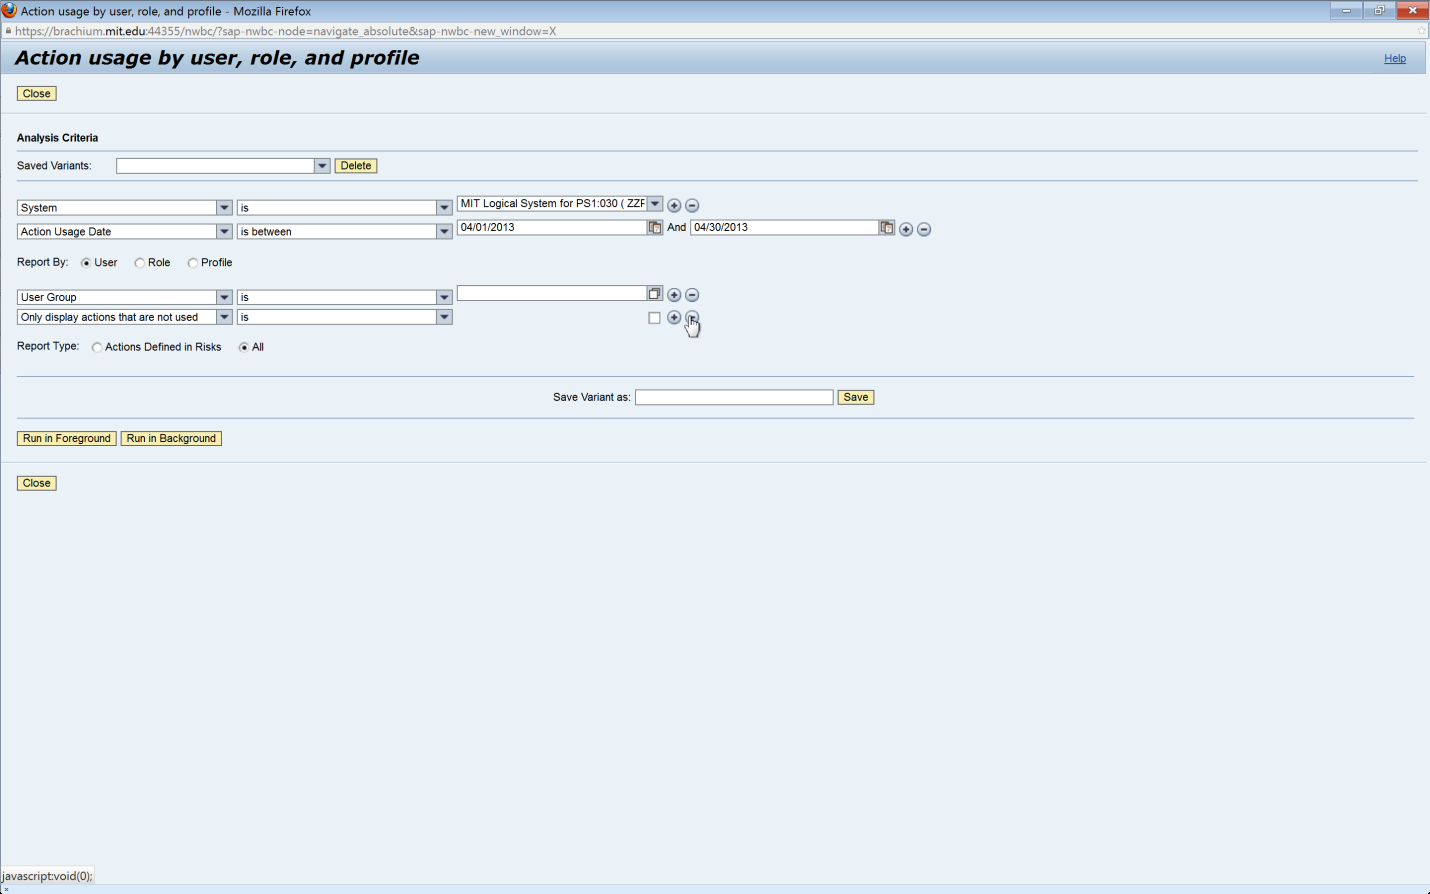 Action usage by user, role, and profile - Mozilla Firefox
https://brachium.mit.edu:44355/nwbc/?sap-nwbc-node=navigate_absolute&sap-nwbc-new_window=X
Action usage by user, role, and profile
Help
Close
Analysis Criteria
Saved Variants: Delete
System is MIT Logical System for PS1:030 ( ZZF
Action Usage Date is between 04/01/2013 And 04/30/2013
Report By: User Role Profile
User Group is
Only display actions that are not used is
Report Type: Actions Defined in Risks All
Save Variant as: Save
Run in Foreground Run in Background
Close
javascript:void(0);